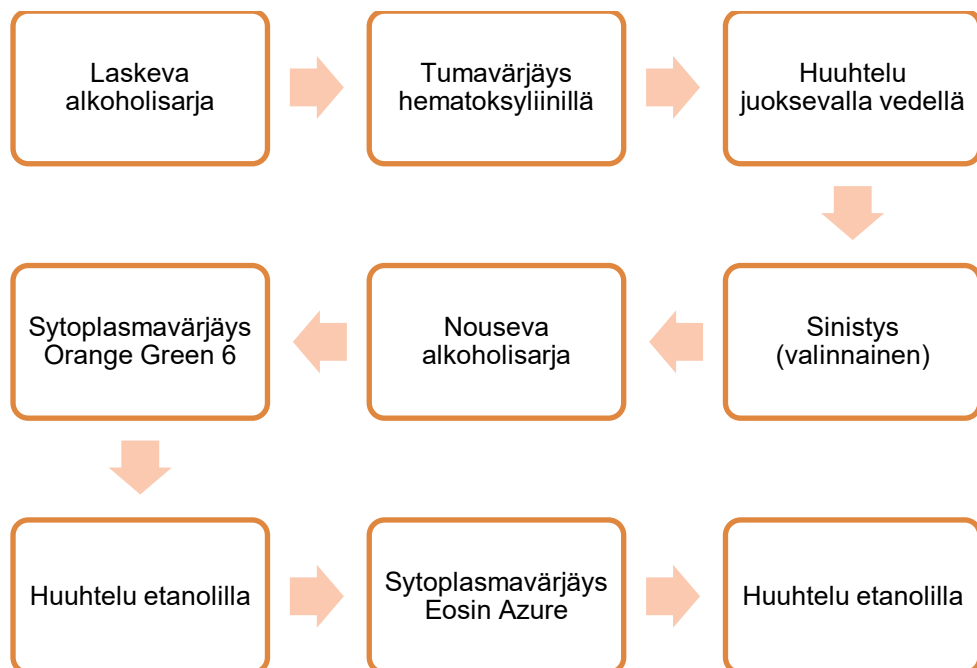 Laskeva
alkoholisarja
Tumavärjäys
hematoksyliinillä
Huuhtelu
juoksevalla vedellä
Sinistys
(valinnainen)
Nouseva
alkoholisarja
Sytoplasmavärjäys
Orange Green 6
Huuhtelu etanolilla
Sytoplasmavärjäys
Eosin Azure
Huuhtelu etanolilla